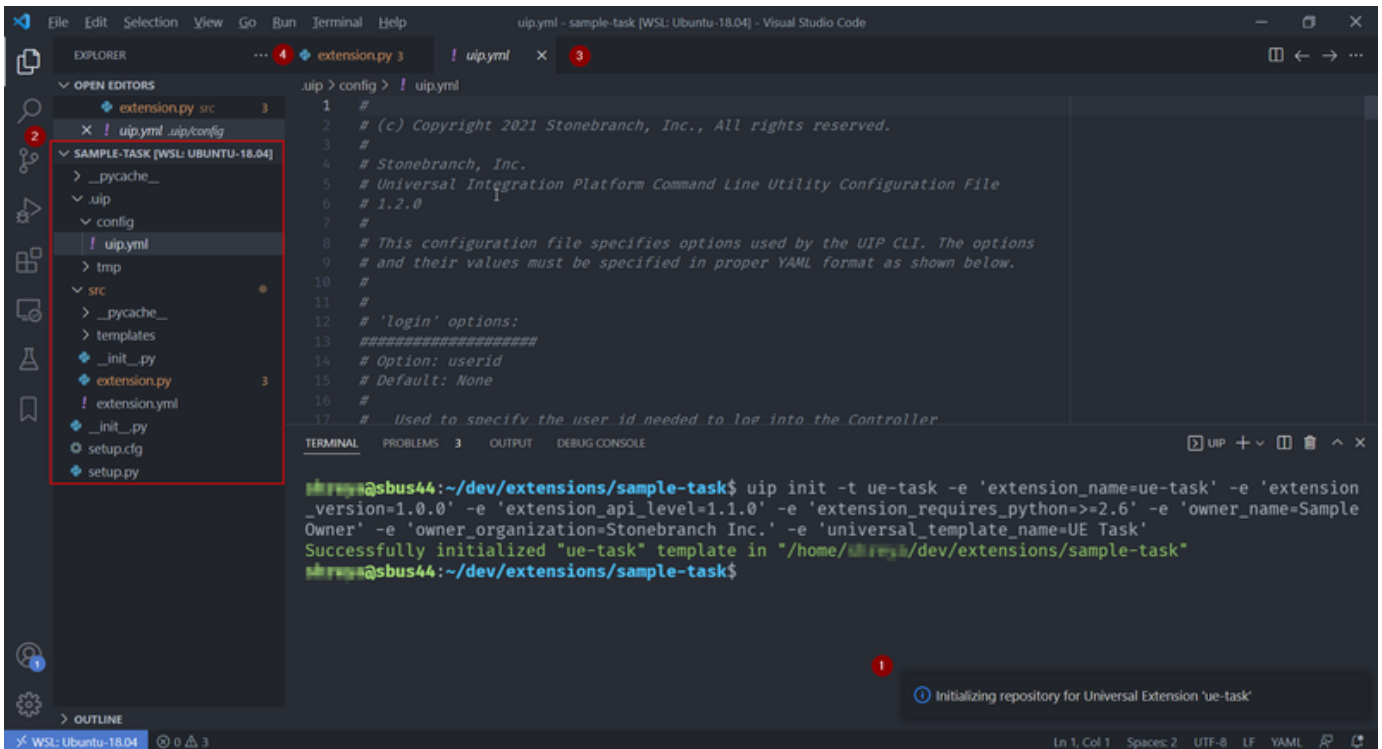 File Edit Selection View Go Run Terminal Help
uip.yml - sample-task [WSL: Ubuntu-18.04] - Visual Studio Code
EXPLORER
4
extension.py 3
! uip.yml
3
OPEN EDITORS
extension.py src 3
! uip.yml .uip/config
2
SAMPLE-TASK [WSL: UBUNTU-18.04]
__pycache__
.uip
config
! uip.yml
tmp
src
__pycache__
templates
__init__.py
extension.py 3
! extension.yml
__init__.py
setup.cfg
setup.py
OUTLINE
.uip > config > ! uip.yml
1 #
2 # (c) Copyright 2021 Stonebranch, Inc., All rights reserved.
3 #
4 # Stonebranch, Inc.
5 # Universal Integration Platform Command Line Utility Configuration File
6 # 1.2.0
7 #
8 # This configuration file specifies options used by the UIP CLI. The options
9 # and their values must be specified in proper YAML format as shown below.
10 #
11 #
12 # 'login' options:
13 ####################
14 # Option: userid
15 # Default: None
16 #
17 # Used to specify the user id needed to log into the Controller
TERMINAL PROBLEMS 3 OUTPUT DEBUG CONSOLE
UIP
@sbus44:~/dev/extensions/sample-task$ uip init -t ue-task -e 'extension_name=ue-task' -e 'extension
_version=1.0.0' -e 'extension_api_level=1.1.0' -e 'extension_requires_python=>=2.6' -e 'owner_name=Sample
Owner' -e 'owner_organization=Stonebranch Inc.' -e 'universal_template_name=UE Task'
Successfully initialized "ue-task" template in "/home/ /dev/extensions/sample-task"
@sbus44:~/dev/extensions/sample-task$
1
Initializing repository for Universal Extension 'ue-task'
1
WSL: Ubuntu-18.04 0 3
Ln 1, Col 1 Spaces: 2 UTF-8 LF YAML